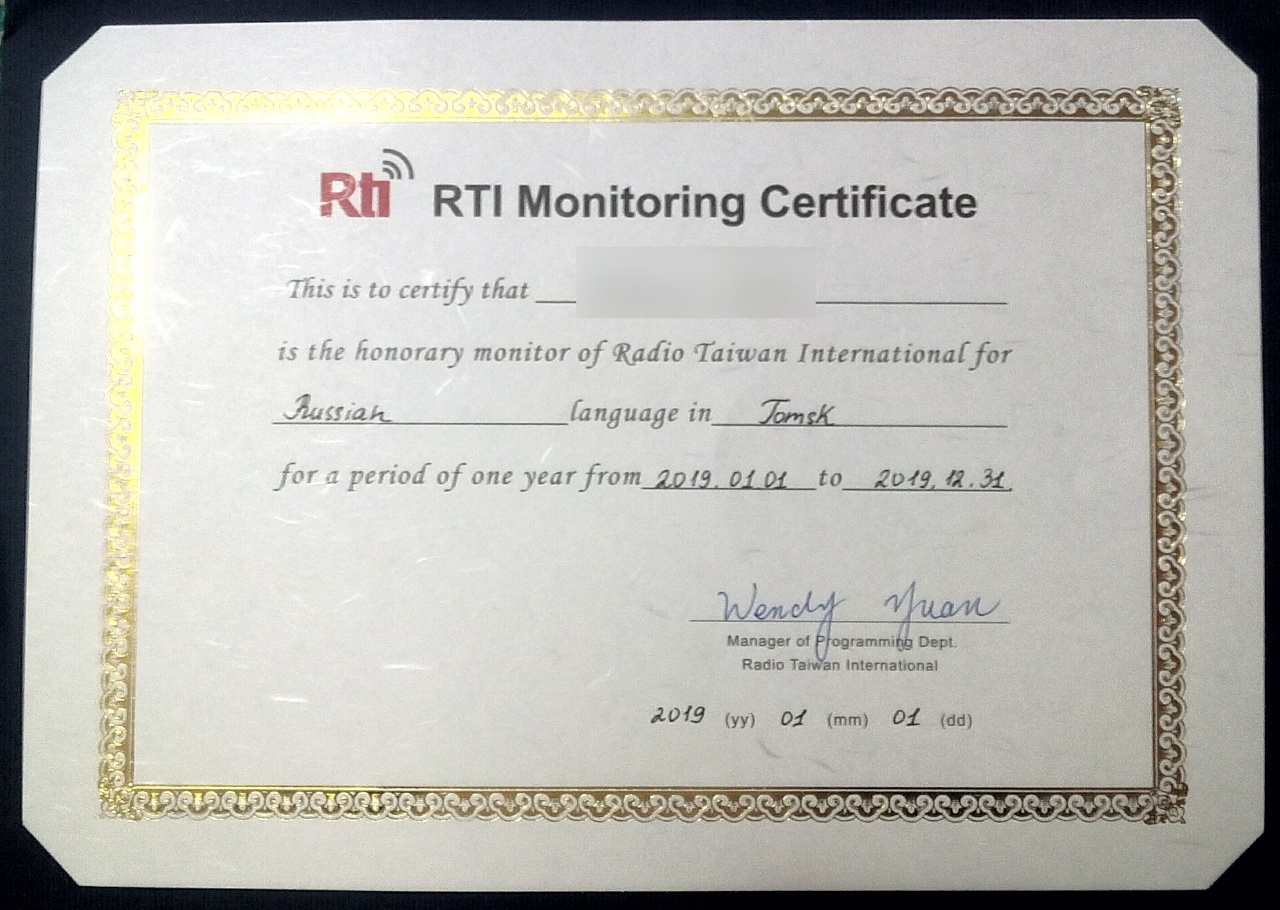 Rti RTI Monitoring Certificate
This is to certify that
is the honorary monitor of Radio Taiwan International for
Russian language in Tomsk
for a period of one year from 2019.01 01 to 2019.12.31.
Wendy Yuan
Manager of Programming Dept.
Radio Taiwan International
2019 (yy) 01 (mm) 01 (dd)